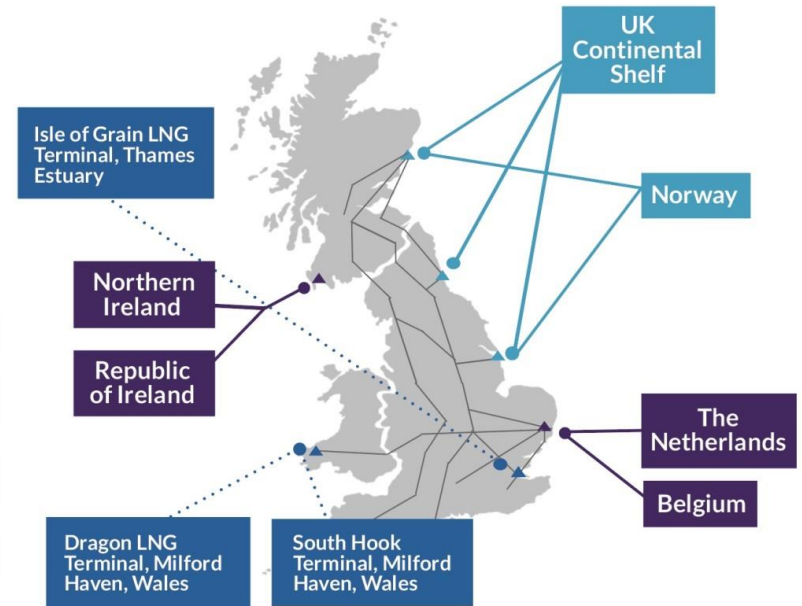 UK
Continental
Shelf
Isle of Grain LNG
Terminal, Thames
Estuary
Norway
Northern
Ireland
Republic
of Ireland
The
Netherlands
Belgium
Dragon LNG
Terminal, Milford
Haven, Wales
South Hook
Terminal, Milford
Haven, Wales